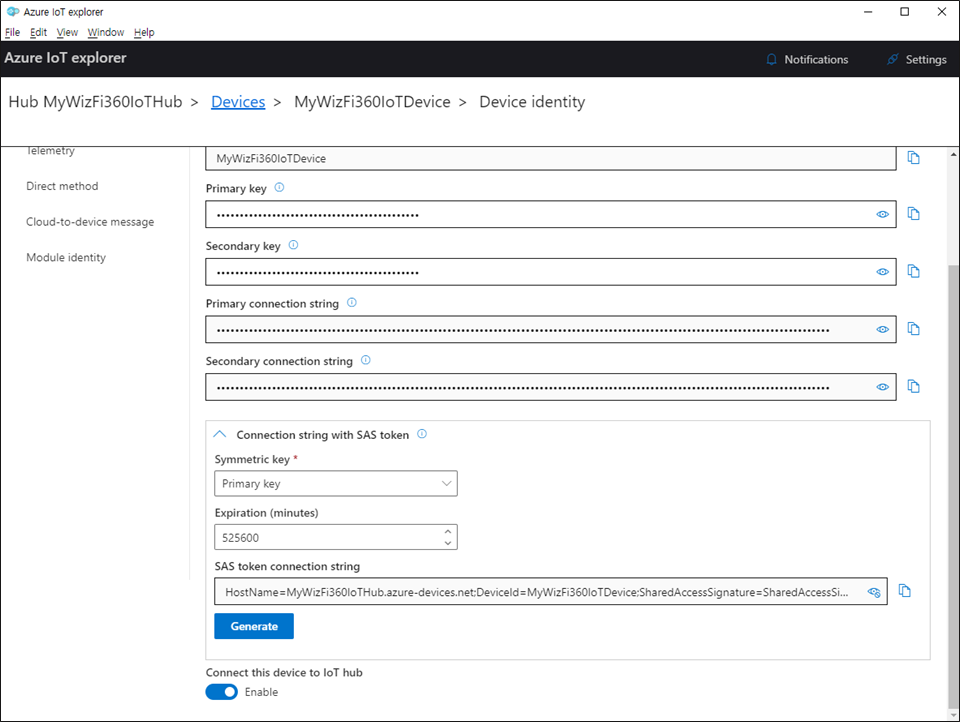 Azure IoT explorer
File Edit View Window Help
Azure IoT explorer
Notifications
Settings
Hub MyWizFi360IoTHub > Devices > MyWizFi360IoTDevice > Device identity
Telemetry
Direct method
Cloud-to-device message
Module identity
MyWizFi360IoTDevice
Primary key
Secondary key
Primary connection string
Secondary connection string
Connection string with SAS token
Symmetric key *
Primary key
Expiration (minutes)
525600
SAS token connection string
HostName=MyWizFi360IoTHub.azure-devices.net;DeviceId=MyWizFi360IoTDevice;SharedAccessSignature=SharedAccessSi...
Generate
Connect this device to IoT hub
Enable